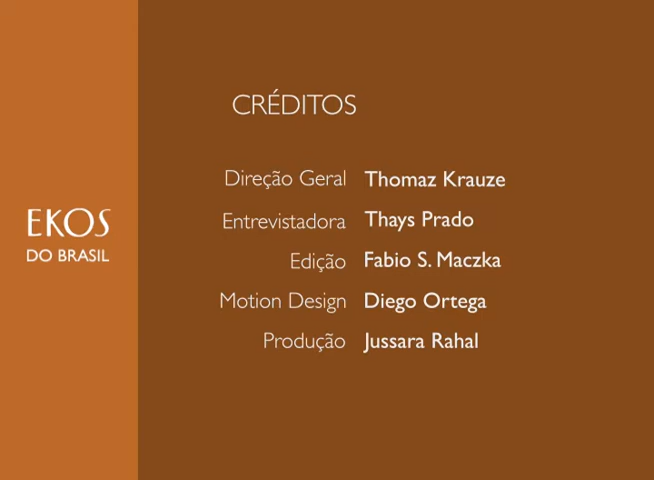 EKOS
DO BRASIL
CRÉDITOS
Direção Geral Thomaz Krauze
Entrevistadora Thays Prado
Edição Fabio S. Maczka
Motion Design Diego Ortega
Produção Jussara Rahal